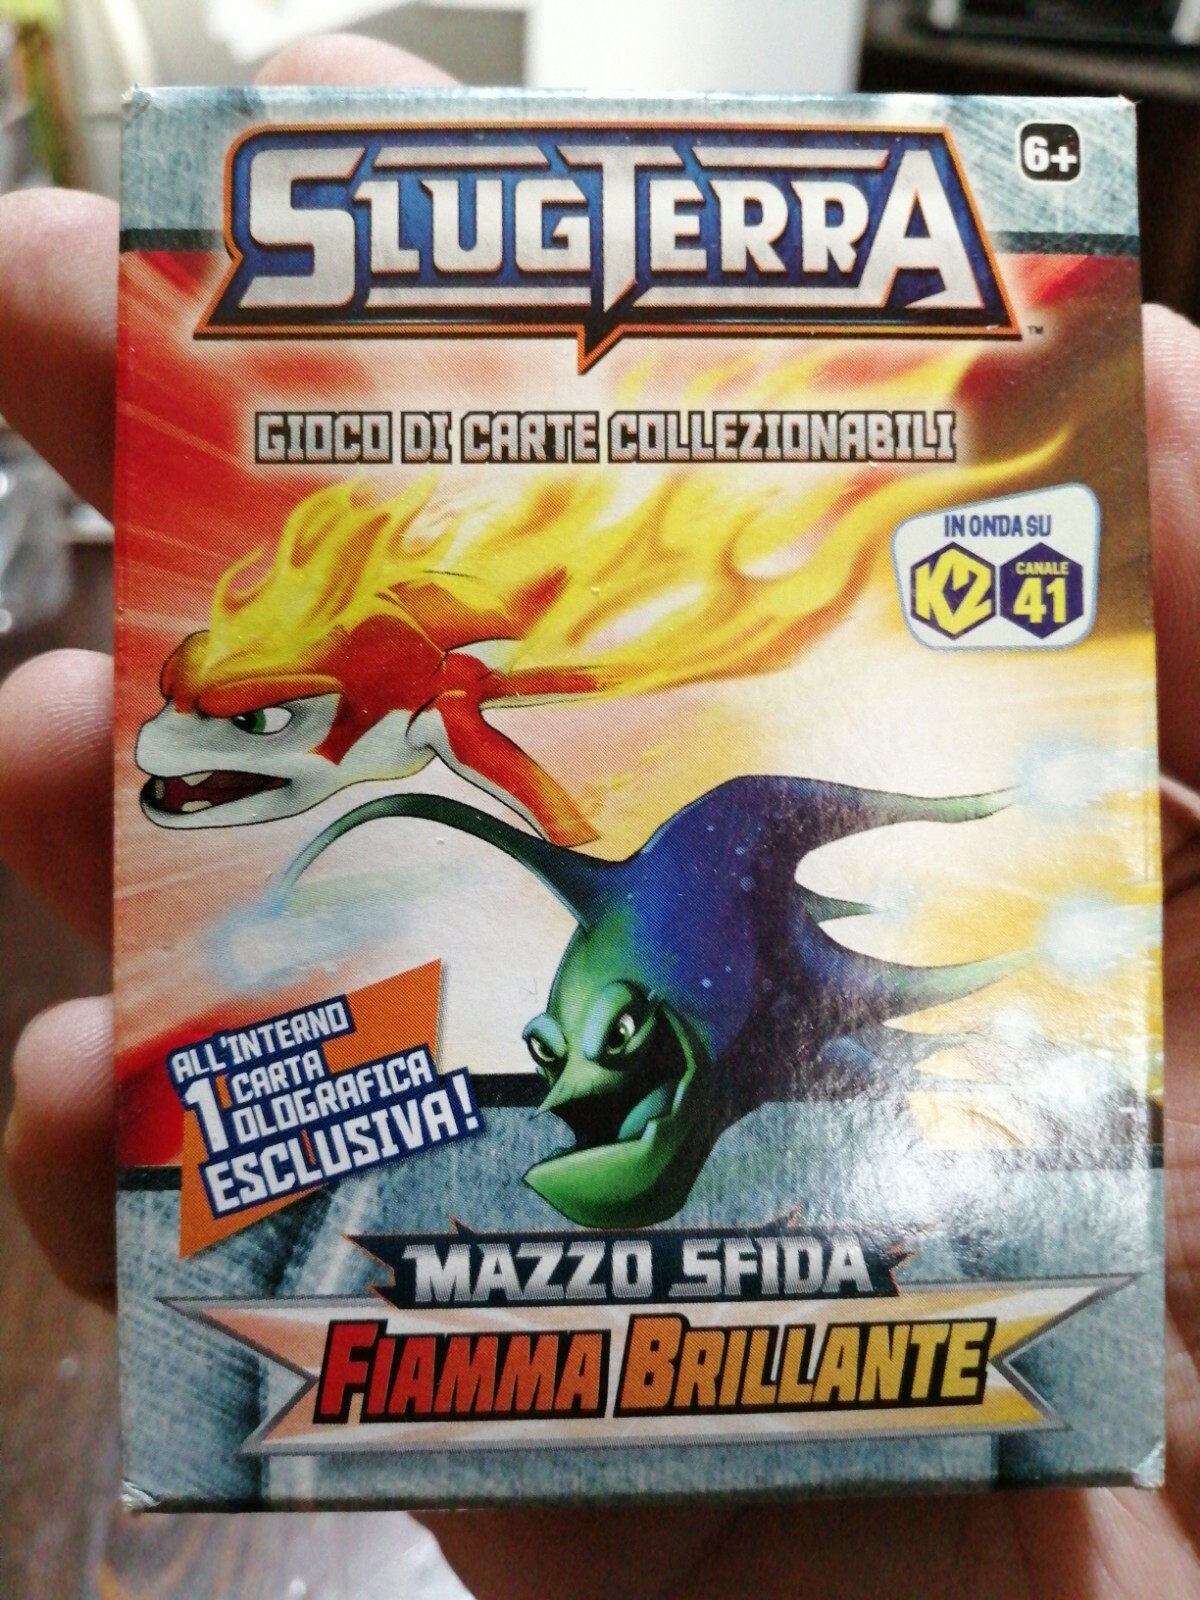 SLUGTERRA
™
6+
GIOCO DI CARTE COLLEZIONABILI
IN ONDA SU
K2
CANALE
41
ALL'INTERNO
1 CARTA
OLOGRAFICA
ESCLUSIVA!
MAZZO SFIDA
FIAMMA BRILLANTE